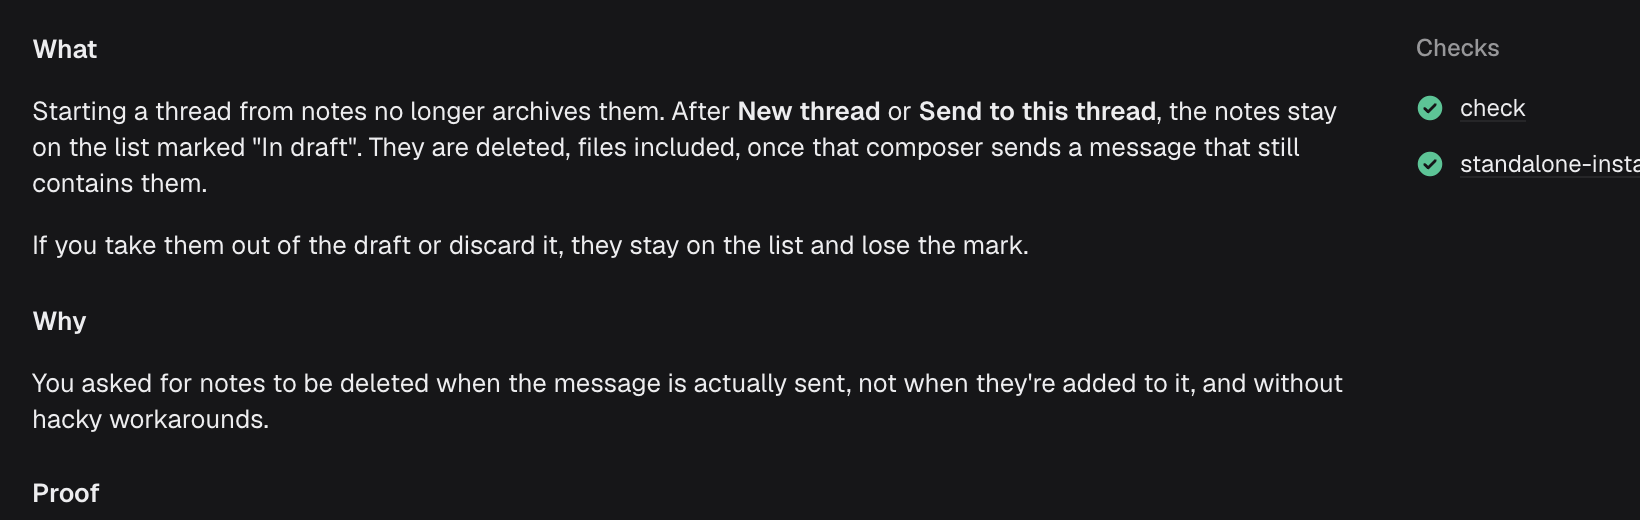 What
Starting a thread from notes no longer archives them. After New thread or Send to this thread, the notes stay
on the list marked "In draft". They are deleted, files included, once that composer sends a message that still
contains them.
If you take them out of the draft or discard it, they stay on the list and lose the mark.
Why
You asked for notes to be deleted when the message is actually sent, not when they're added to it, and without
hacky workarounds.
Proof
Checks
check
standalone-insta